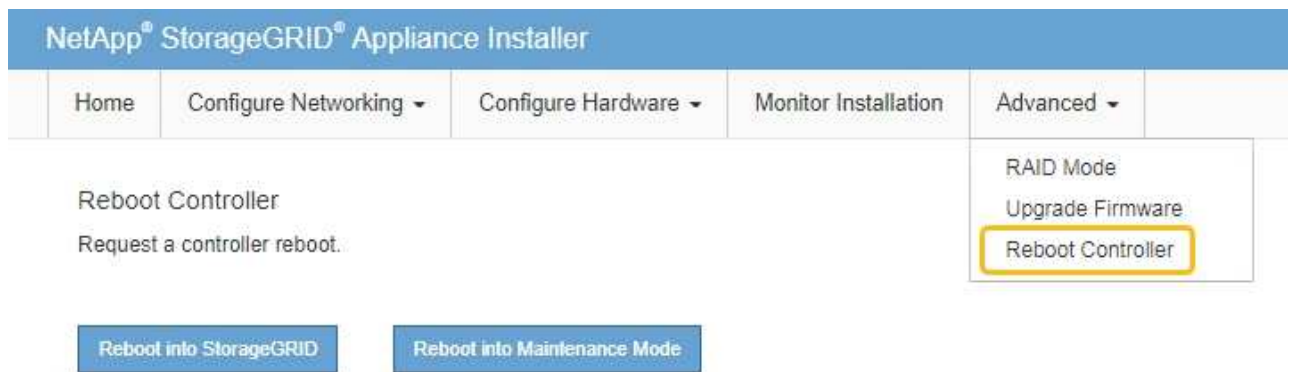 NetApp® StorageGRID® Appliance Installer
Home Configure Networking Configure Hardware Monitor Installation Advanced
RAID Mode
Upgrade Firmware
Reboot Controller
Reboot Controller
Request a controller reboot.
Reboot into StorageGRID Reboot into Maintenance Mode